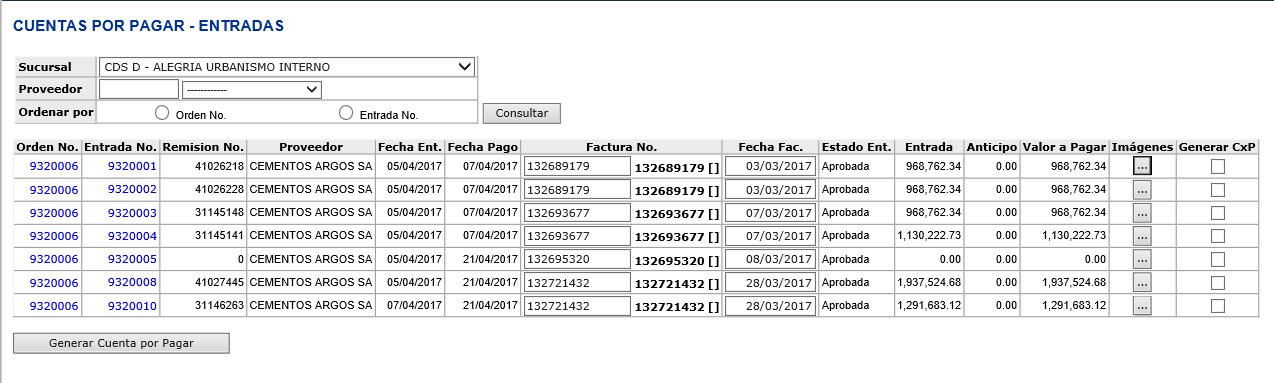 CUENTAS POR PAGAR - ENTRADAS
Sucursal CDS D - ALEGRIA URBANISMO INTERNO
Proveedor ------------
Ordenar por Orden No. Entrada No. Consultar
Orden No. Entrada No. Remision No. Proveedor Fecha Ent. Fecha Pago Factura No. Fecha Fac. Estado Ent. Entrada Anticipo Valor a Pagar Imágenes Generar CxP
9320006 9320001 41026218 CEMENTOS ARGOS SA 05/04/2017 07/04/2017 132689179 132689179 [] 03/03/2017 Aprobada 968,762.34 0.00 968,762.34 ...
9320006 9320002 41026228 CEMENTOS ARGOS SA 05/04/2017 07/04/2017 132689179 132689179 [] 03/03/2017 Aprobada 968,762.34 0.00 968,762.34 ...
9320006 9320003 31145148 CEMENTOS ARGOS SA 05/04/2017 07/04/2017 132693677 132693677 [] 07/03/2017 Aprobada 968,762.34 0.00 968,762.34 ...
9320006 9320004 31145141 CEMENTOS ARGOS SA 05/04/2017 07/04/2017 132693677 132693677 [] 07/03/2017 Aprobada 1,130,222.73 0.00 1,130,222.73 ...
9320006 9320005 0 CEMENTOS ARGOS SA 05/04/2017 21/04/2017 132695320 132695320 [] 08/03/2017 Aprobada 0.00 0.00 0.00 ...
9320006 9320008 41027445 CEMENTOS ARGOS SA 05/04/2017 21/04/2017 132721432 132721432 [] 28/03/2017 Aprobada 1,937,524.68 0.00 1,937,524.68 ...
9320006 9320010 31146263 CEMENTOS ARGOS SA 07/04/2017 21/04/2017 132721432 132721432 [] 28/03/2017 Aprobada 1,291,683.12 0.00 1,291,683.12 ...
Generar Cuenta por Pagar